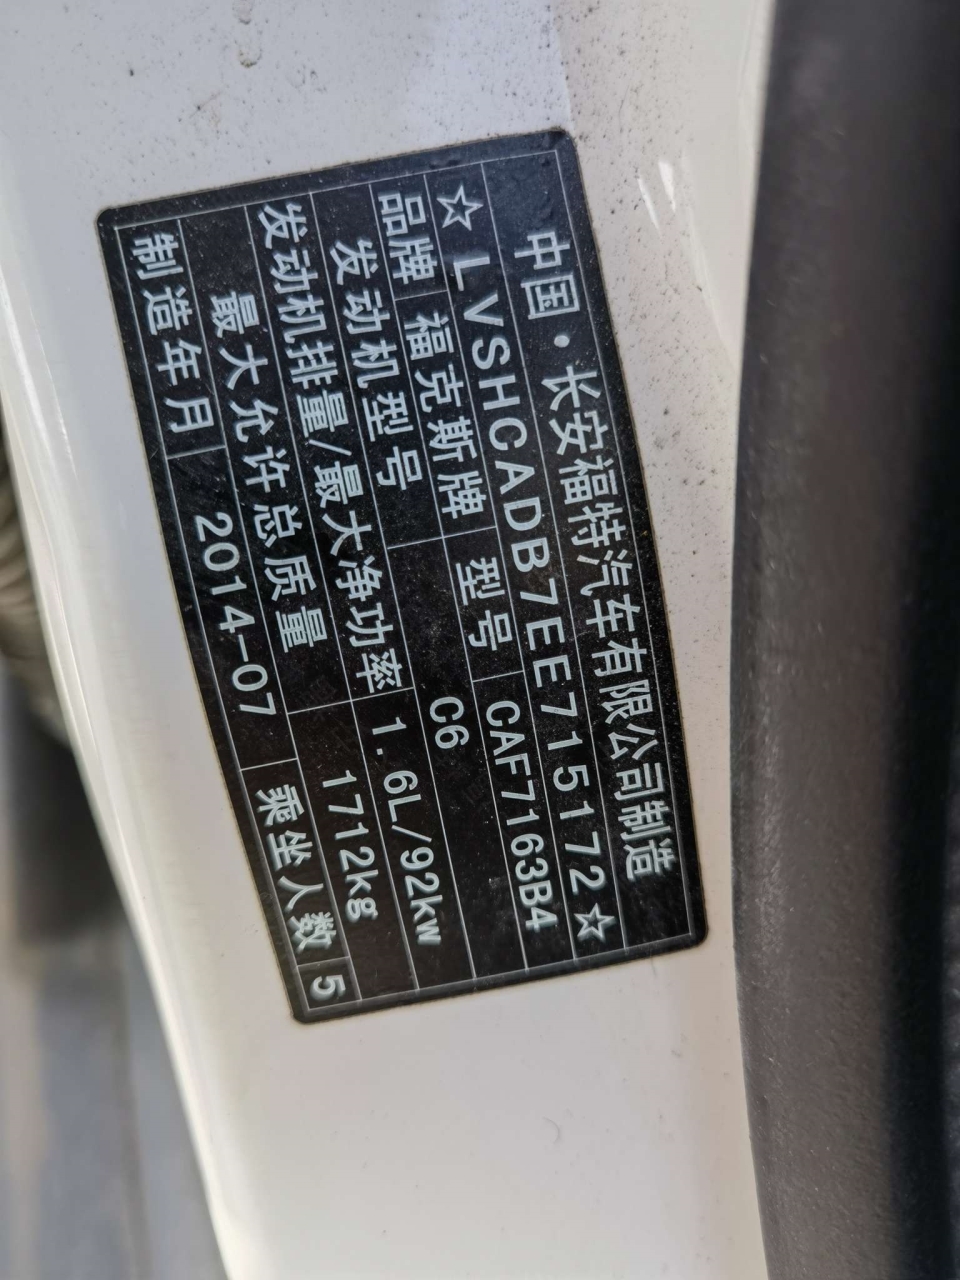 中国·长安福特汽车有限公司制造
☆LVSHCADB7EE715172☆
品牌 福克斯牌 型号 CAF7163B4
发动机型号 C6
发动机排量/最大净功率 1.6L/92kw
最大允许总质量 1712kg
制造年月 2014-07 乘坐人数 5